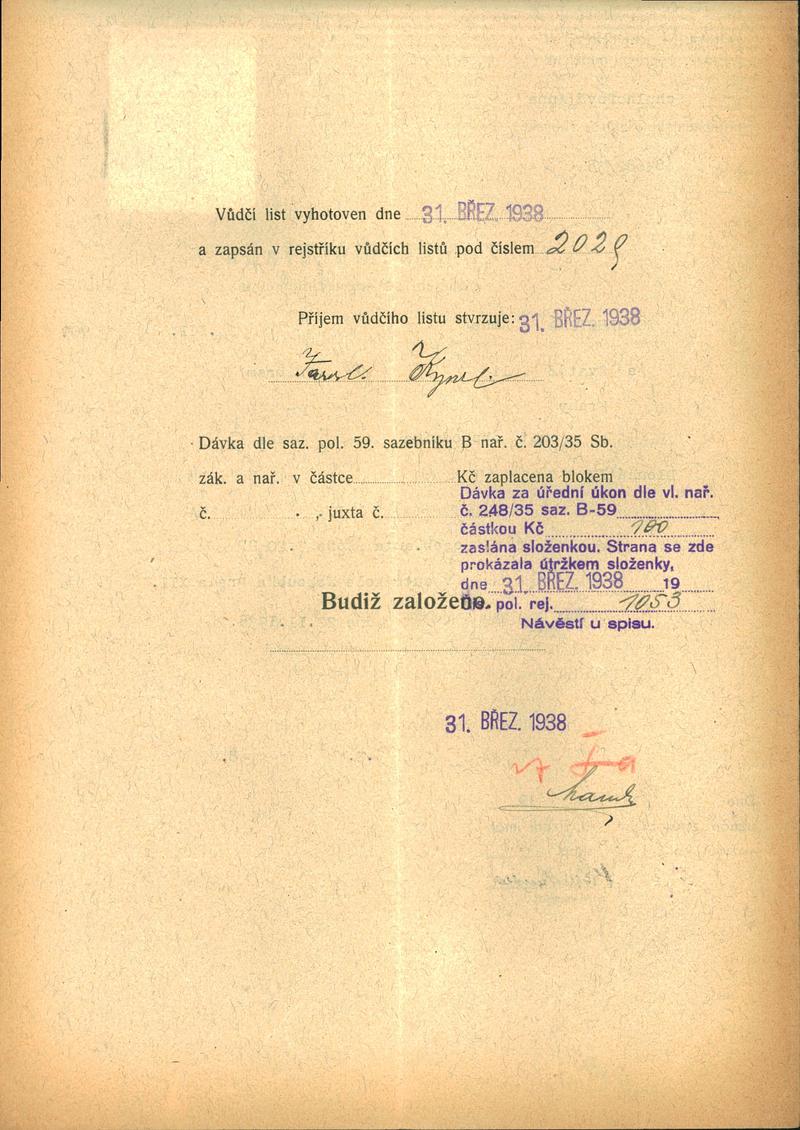 Vůdčí list vyhotoven dne 31. BŘEZ. 1938
a zapsán v rejstříku vůdčích listů pod číslem 2029
Příjem vůdčího listu stvrzuje: 31. BŘEZ. 1938
Dávka dle saz. pol. 59. sazebníku B nař. č. 203/35 Sb.
zák. a nař. v částce Kč zaplacena blokem
č. juxta č.
Dávka za úřední úkon dle vl. nař.
č. 248/35 saz. B-59
částkou Kč 100
zaslána složenkou. Strana se zde
prokázala útržkem složenky,
dne 31. BŘEZ. 1938 19
pol. rej. 1053
Návěstí u spisu.
Budiž založeno.
31. BŘEZ. 1938